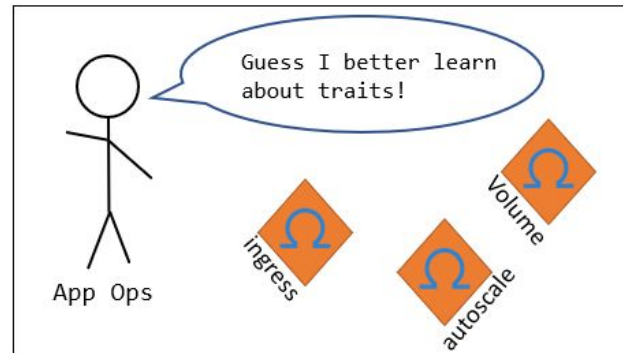 Guess I better learn
about traits!
App Ops
Ω
ingress
Ω
autoscale
Ω
Volume